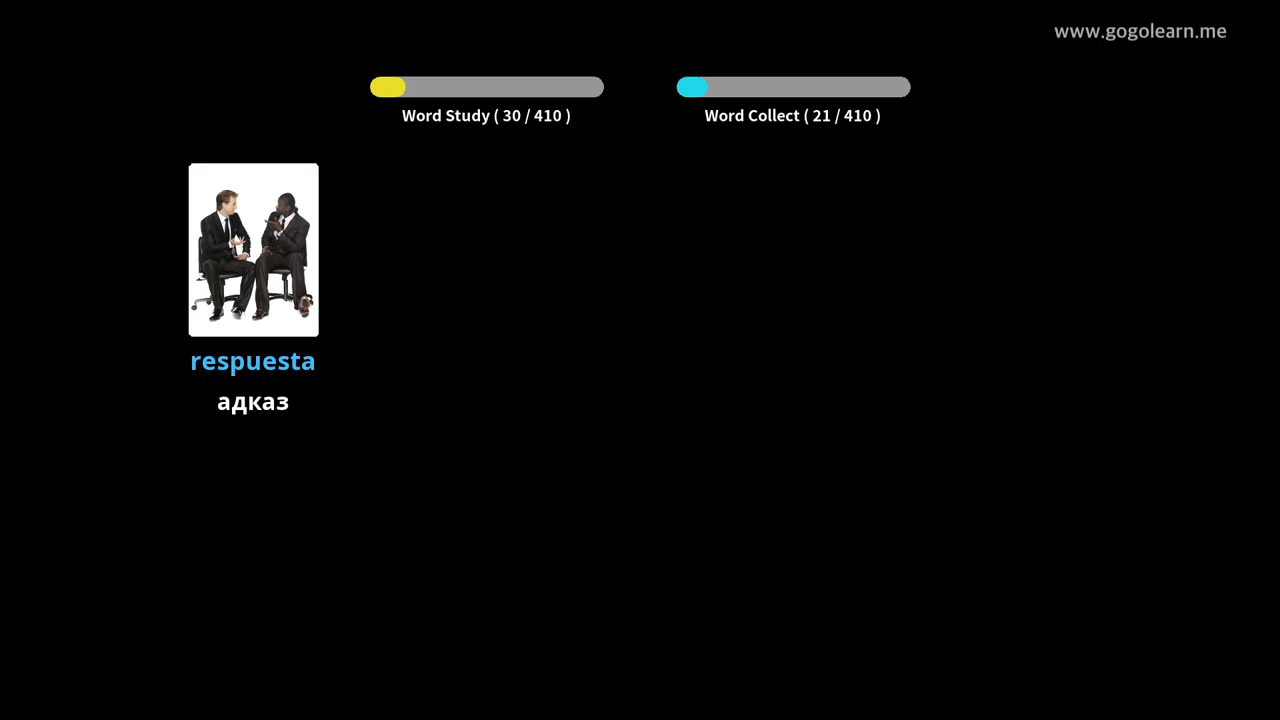 www.gogolearn.me
Word Study ( 30 / 410 )
Word Collect ( 21 / 410 )
respuesta
адказ